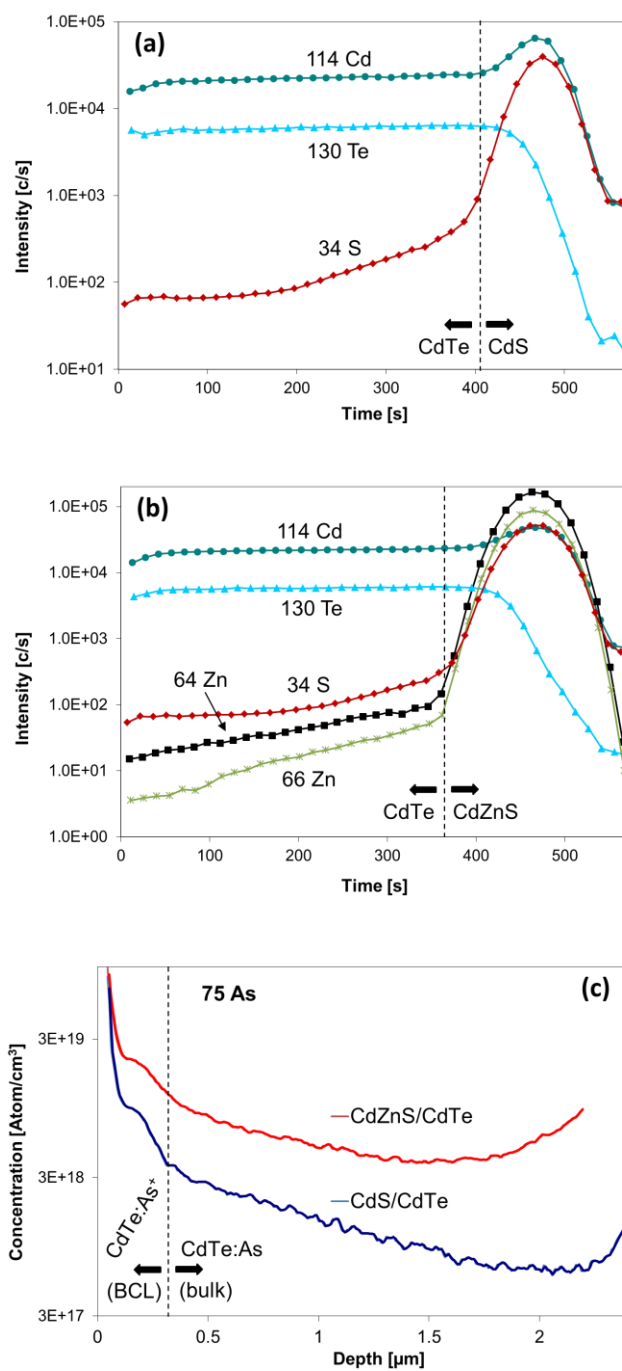 (a)
1.0E+05
1.0E+04
1.0E+03
1.0E+02
1.0E+01
Intensity [c/s]
114 Cd
130 Te
34 S
CdTe CdS
0 100 200 300 400 500
Time [s]
(b)
1.0E+05
1.0E+04
1.0E+03
1.0E+02
1.0E+01
1.0E+00
Intensity [c/s]
114 Cd
130 Te
64 Zn
34 S
66 Zn
CdTe CdZnS
0 100 200 300 400 500
Time [s]
75 As
(c)
3E+19
3E+18
3E+17
Concentration [Atom/cm³]
CdZnS/CdTe
CdS/CdTe
CdTe:As⁺
(BCL)
CdTe:As
(bulk)
0 0.5 1 1.5 2
Depth [µm]